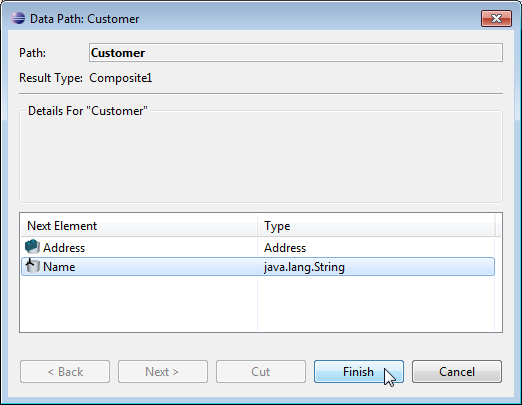 Data Path: Customer
Path: Customer
Result Type: Composite1
Details For "Customer"
Next Element Type
Address Address
Name java.lang.String
< Back Next > Cut Finish Cancel